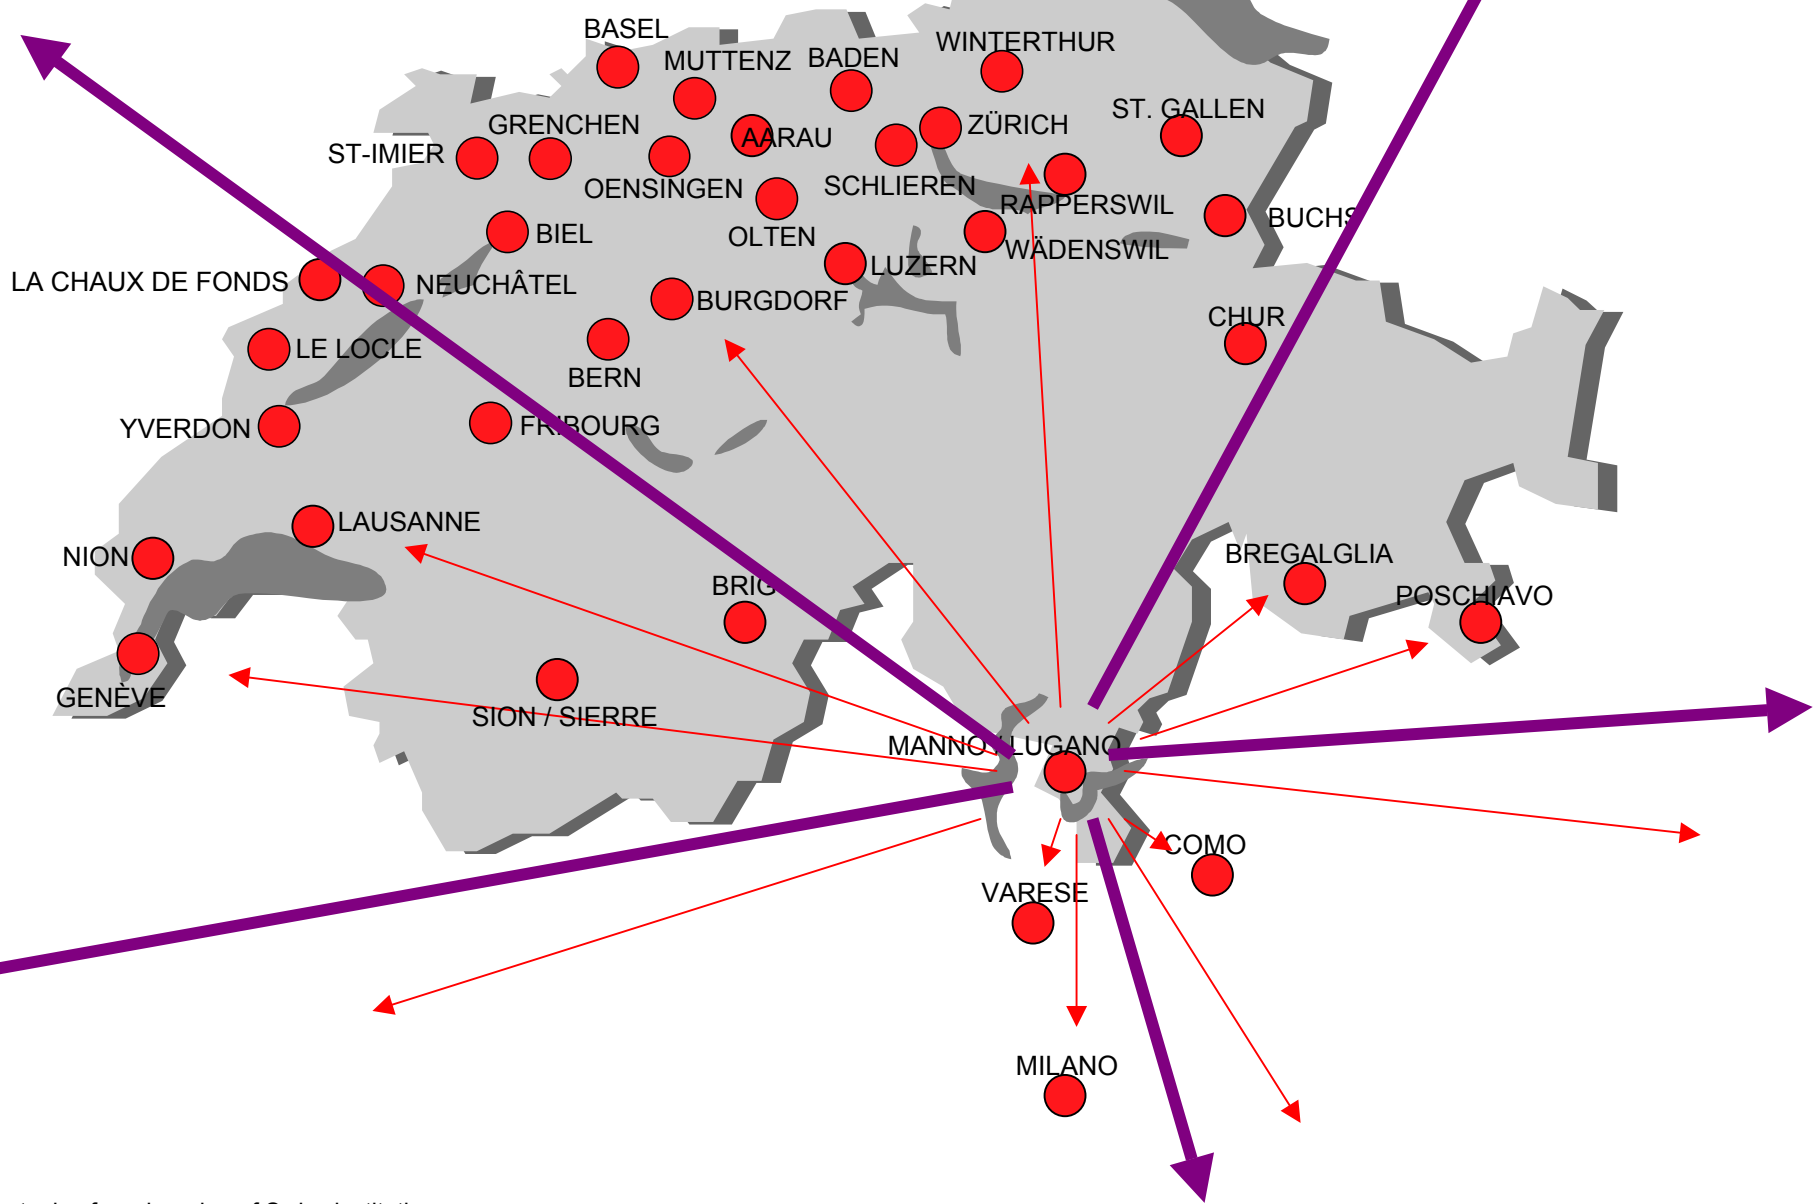 BASEL
WINTERTHUR
MUTTENZ
BADEN
ST. GALLEN
GRENCHEN
ZÜRICH
AARAU
ST-IMIER
SCHLIEREN
OENSINGEN
RAPPERSWIL
BUCHS
BIEL
OLTEN
WÄDENSWIL
LUZERN
LA CHAUX DE FONDS
NEUCHÂTEL
BURGDORF
CHUR
LE LOCLE
BERN
YVERDON
FRIBOURG
LAUSANNE
NION
BREGALGLIA
BRIG
POSCHIAVO
GENÈVE
SION / SIERRE
MANNO / LUGANO
COMO
VARESE
MILANO